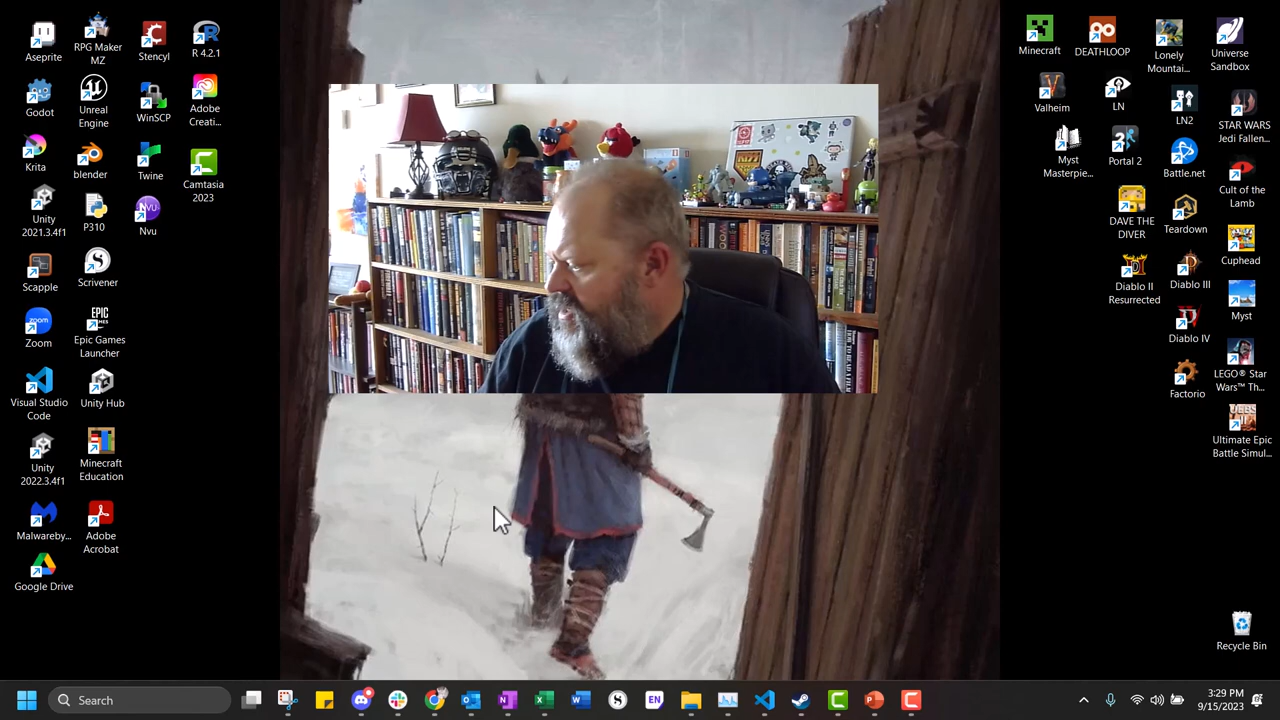 Aseprite
RPG Maker
MZ
Stencyl
R 4.2.1
Godot
Unreal
Engine
WinSCP
Adobe
Creati...
Krita
blender
Twine
Camtasia
2023
Unity
2021.3.4f1
P310
Nvu
Scapple
Scrivener
Zoom
Epic Games
Launcher
Visual Studio
Code
Unity Hub
Unity
2022.3.4f1
Minecraft
Education
Malwareby...
Adobe
Acrobat
Google Drive
Minecraft
DEATHLOOP
Lonely
Mountai...
Universe
Sandbox
Valheim
LN
LN2
STAR WARS
Jedi Fallen...
Myst
Masterpie...
Portal 2
Battle.net
Cult of the
Lamb
DAVE THE
DIVER
Teardown
Cuphead
Diablo II
Resurrected
Diablo III
Myst
Diablo IV
LEGO® Star
Wars™ Th...
Factorio
Ultimate Epic
Battle Simul...
Recycle Bin
Search
EN
3:29 PM
9/15/2023